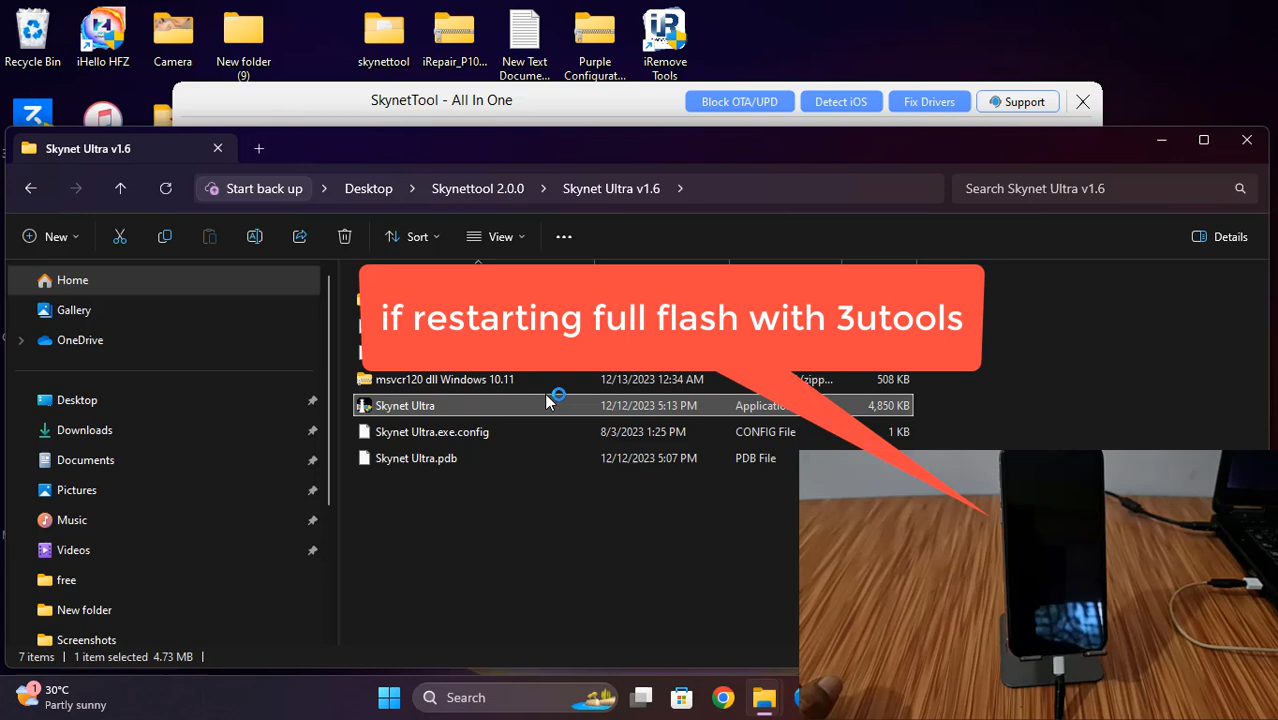 Recycle Bin
iHello HFZ
Camera
New folder
(9)
skynettool
iRepair_P10...
New Text
Docume...
Purple
Configurat...
iRemove
Tools
SkynetTool - All In One
Block OTA/UPD
Detect iOS
Fix Drivers
Support
Skynet Ultra v1.6
Start back up
Desktop
Skynettool 2.0.0
Skynet Ultra v1.6
Search Skynet Ultra v1.6
New
Sort
View
Details
Home
Gallery
OneDrive
Desktop
Downloads
Documents
Pictures
Music
Videos
free
New folder
Screenshots
if restarting full flash with 3utools
msvcr120 dll Windows 10.11 12/13/2023 12:34 AM zipp... 508 KB
Skynet Ultra 12/12/2023 5:13 PM Applicatio 4,850 KB
Skynet Ultra.exe.config 8/3/2023 1:25 PM CONFIG File 1 KB
Skynet Ultra.pdb 12/12/2023 5:07 PM PDB File
7 items 1 item selected 4.73 MB
1
30°C
Partly sunny
Search